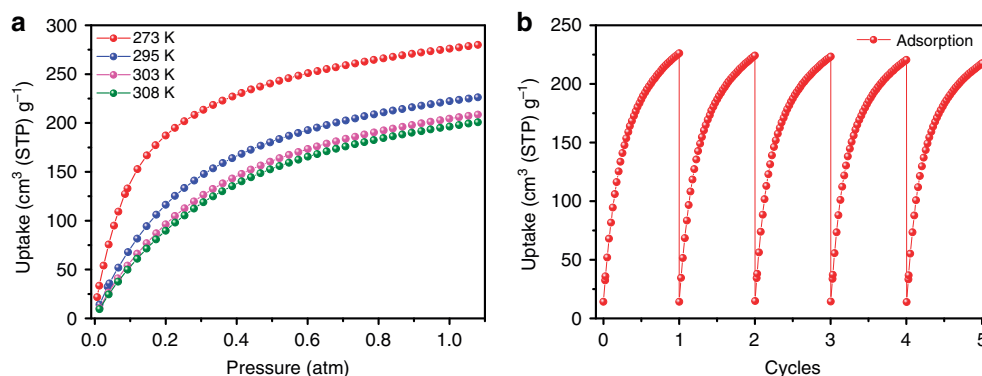 a
300
250
200
150
100
50
0
Uptake (cm³ (STP) g⁻¹)
273 K
295 K
303 K
308 K
0.0 0.2 0.4 0.6 0.8 1.0
Pressure (atm)
b
250
200
150
100
50
0
Uptake (cm³ (STP) g⁻¹)
Adsorption
0 1 2 3 4 5
Cycles